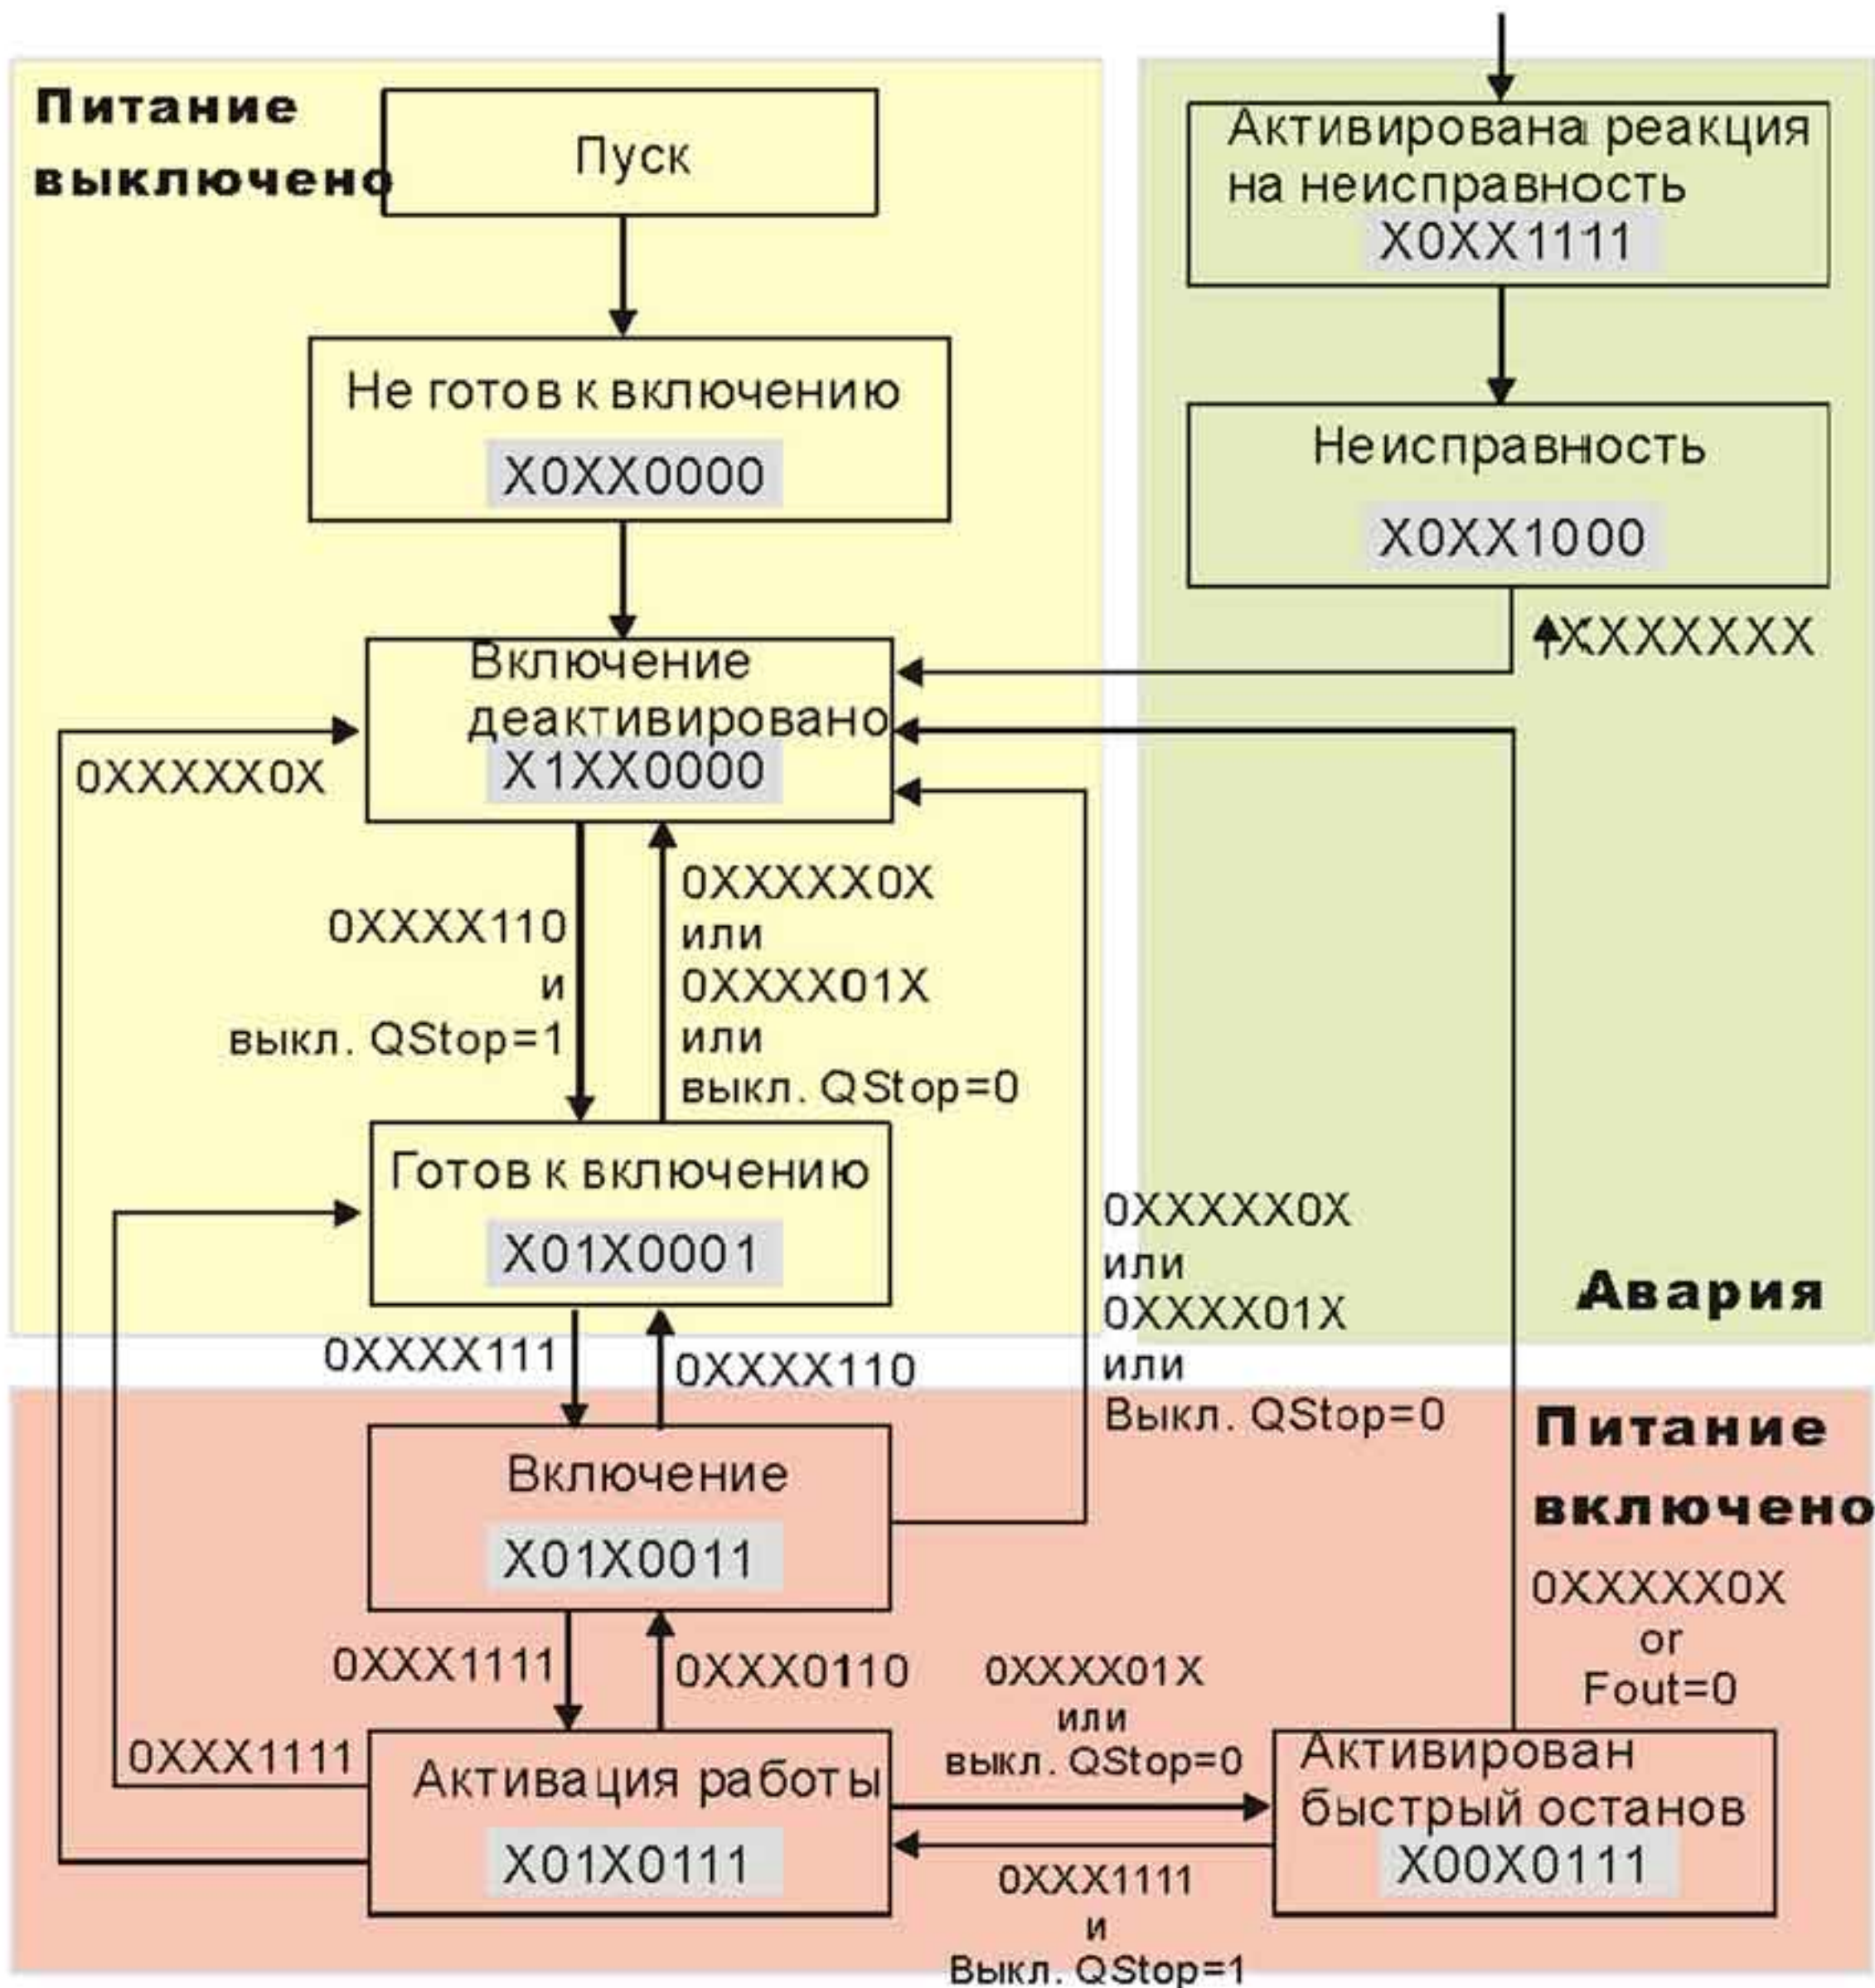 Питание
выключено
Пуск
Не готов к включению
X0XX0000
Включение
деактивировано
X1XX0000
0XXXXX0X
0XXXX110
и
выкл. QStop=1
0XXXXX0X
или
0XXXX01X
или
выкл. QStop=0
Готов к включению
X01X0001
0XXXX111
0XXXX110
Активирована реакция
на неисправность
X0XX1111
Неисправность
X0XX1000
XXXXXXX
Авария
0XXXXX0X
или
0XXXX01X
или
Выкл. QStop=0
Питание
включено
Включение
X01X0011
0XXX1111
0XXX0110
0XXX1111
Активация работы
X01X0111
0XXXX01X
или
выкл. QStop=0
0XXX1111
и
Выкл. QStop=1
0XXXXX0X
or
Fout=0
Активирован
быстрый останов
X00X0111